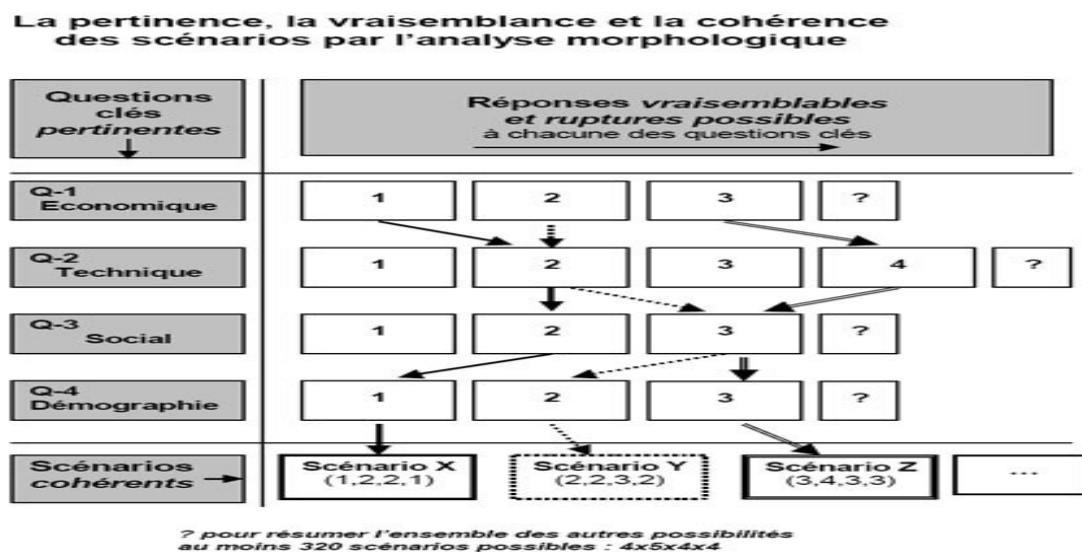 La pertinence, la vraisemblance et la cohérence
des scénarios par l'analyse morphologique
Questions
clés
pertinentes
Réponses vraisemblables
et ruptures possibles
à chacune des questions clés
Q-1
Economique
1
2
3
?
Q-2
Technique
1
2
3
4
?
Q-3
Social
1
2
3
?
Q-4
Démographie
1
2
3
?
Scénarios
cohérents
Scénario X
(1,2,2,1)
Scénario Y
(2,2,3,2)
Scénario Z
(3,4,3,3)
...
? pour résumer l'ensemble des autres possibilités
au moins 320 scénarios possibles : 4x5x4x4